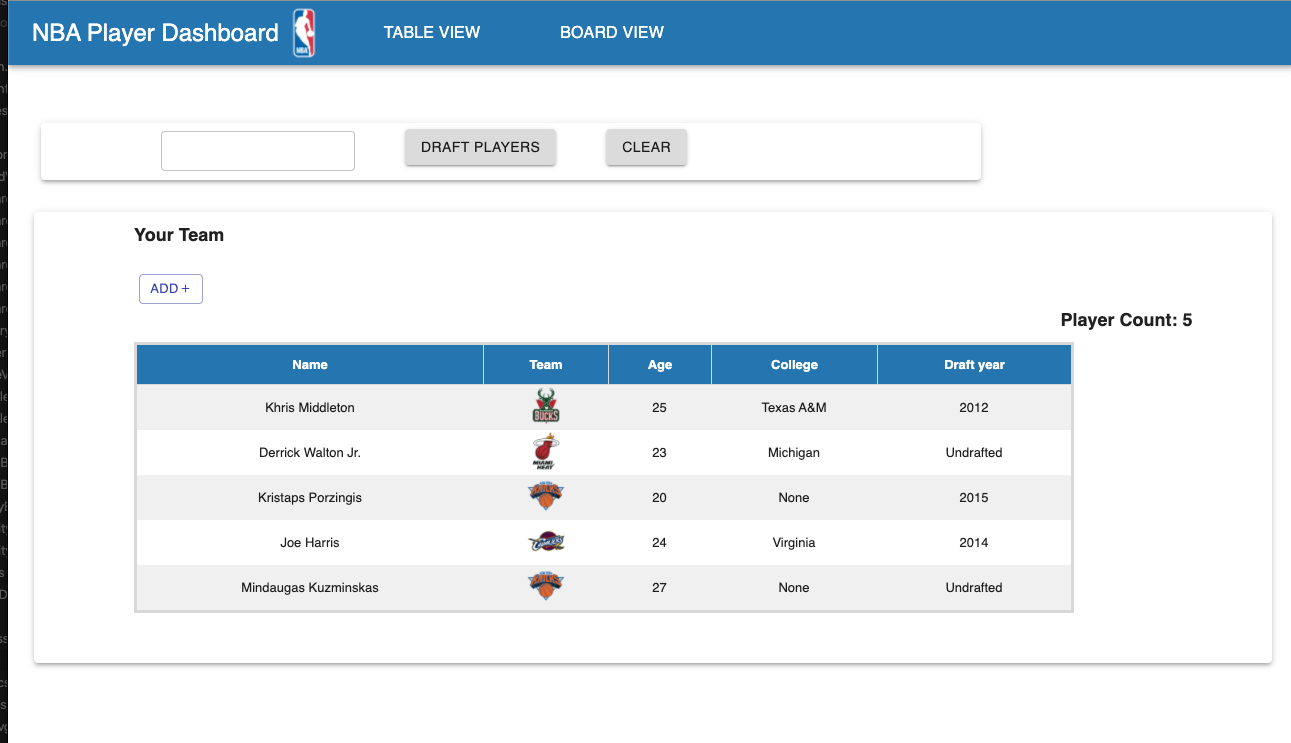 NBA Player Dashboard NBA TABLE VIEW BOARD VIEW
DRAFT PLAYERS CLEAR
Your Team
ADD +
Player Count: 5
Name Team Age College Draft year
Khris Middleton BUCKS 25 Texas A&M 2012
Derrick Walton Jr. MIAMI HEAT 23 Michigan Undrafted
Kristaps Porzingis KNICKS 20 None 2015
Joe Harris CAVALIERS 24 Virginia 2014
Mindaugas Kuzminskas KNICKS 27 None Undrafted